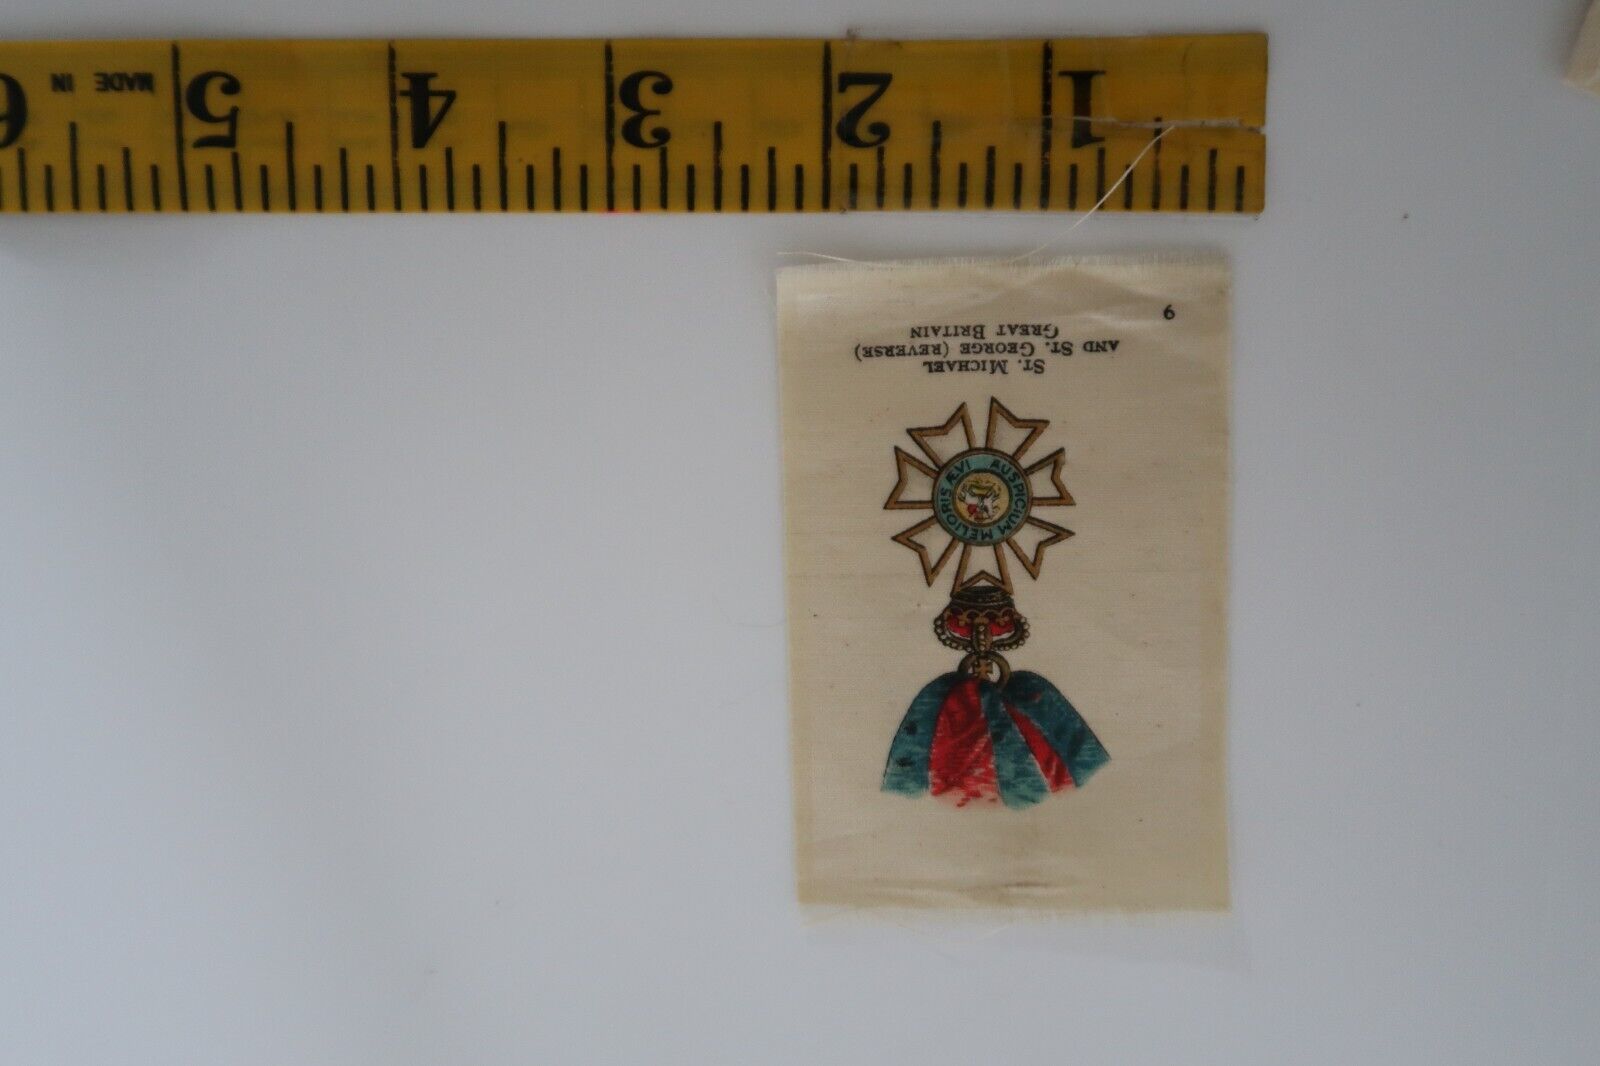 1 2 3 4 5 MADE IN 6
AUSPICIUM MELIORIS ÆVI
ST. MICHAEL
AND ST. GEORGE (REVERSE)
GREAT BRITAIN
6